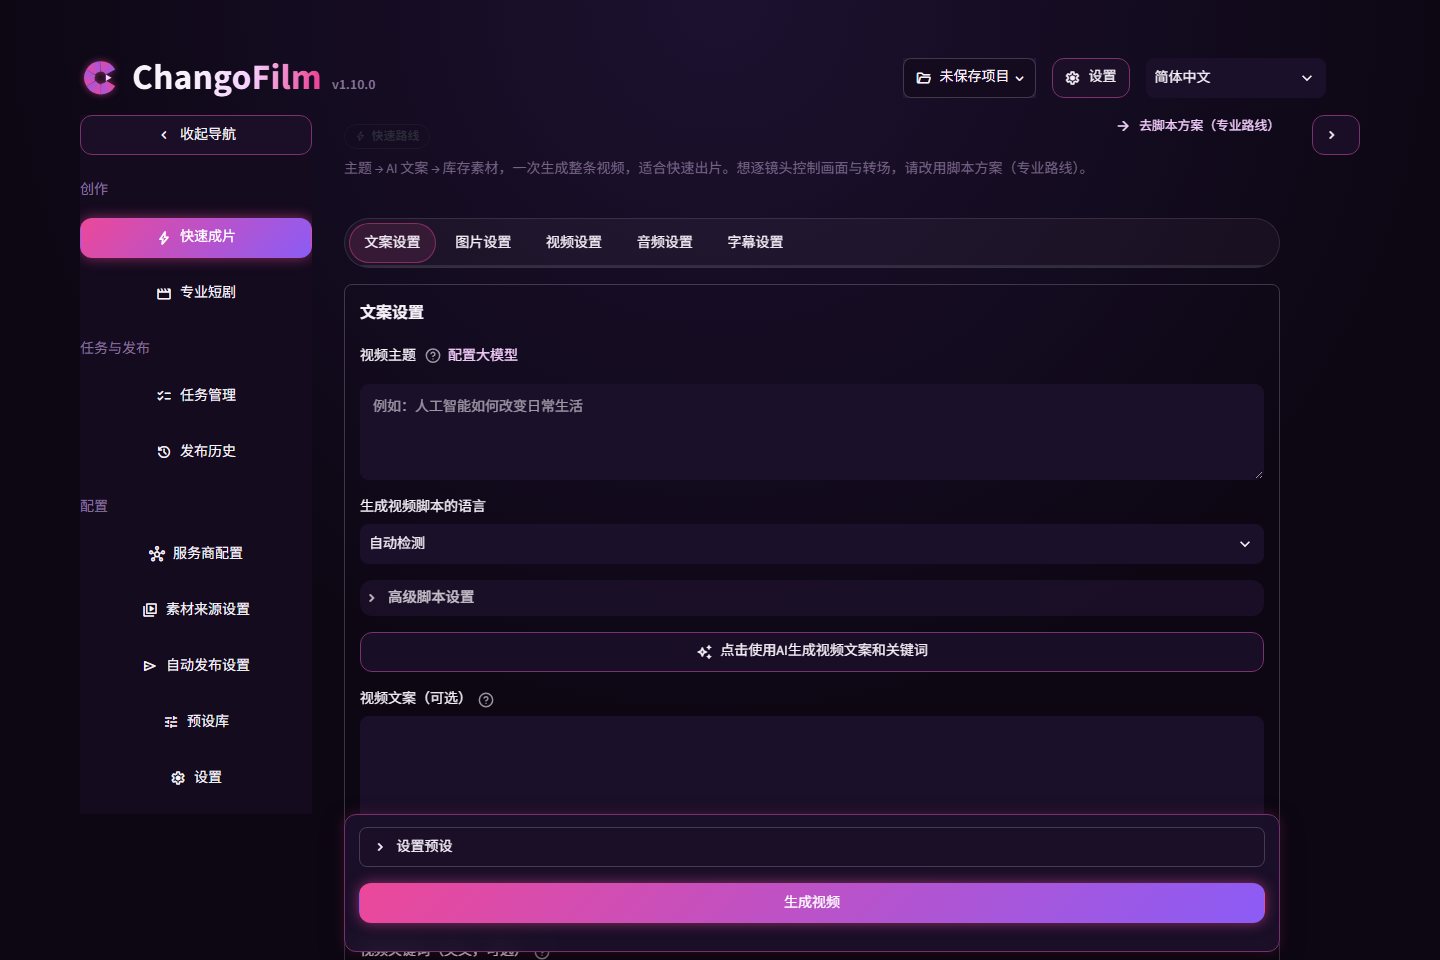 ChangoFilm v1.10.0
未保存项目
设置
简体中文
收起导航
快速路线
去脚本方案（专业路线）
主题 → AI 文案 → 库存素材，一次生成整条视频，适合快速出片。想逐镜头控制画面与转场，请改用脚本方案（专业路线）。
创作
快速成片
专业短剧
任务与发布
任务管理
发布历史
配置
服务商配置
素材来源设置
自动发布设置
预设库
设置
文案设置
图片设置
视频设置
音频设置
字幕设置
文案设置
视频主题
配置大模型
例如：人工智能如何改变日常生活
生成视频脚本的语言
自动检测
高级脚本设置
点击使用AI生成视频文案和关键词
视频文案（可选）
设置预设
生成视频
视频关键词（英文，可选）